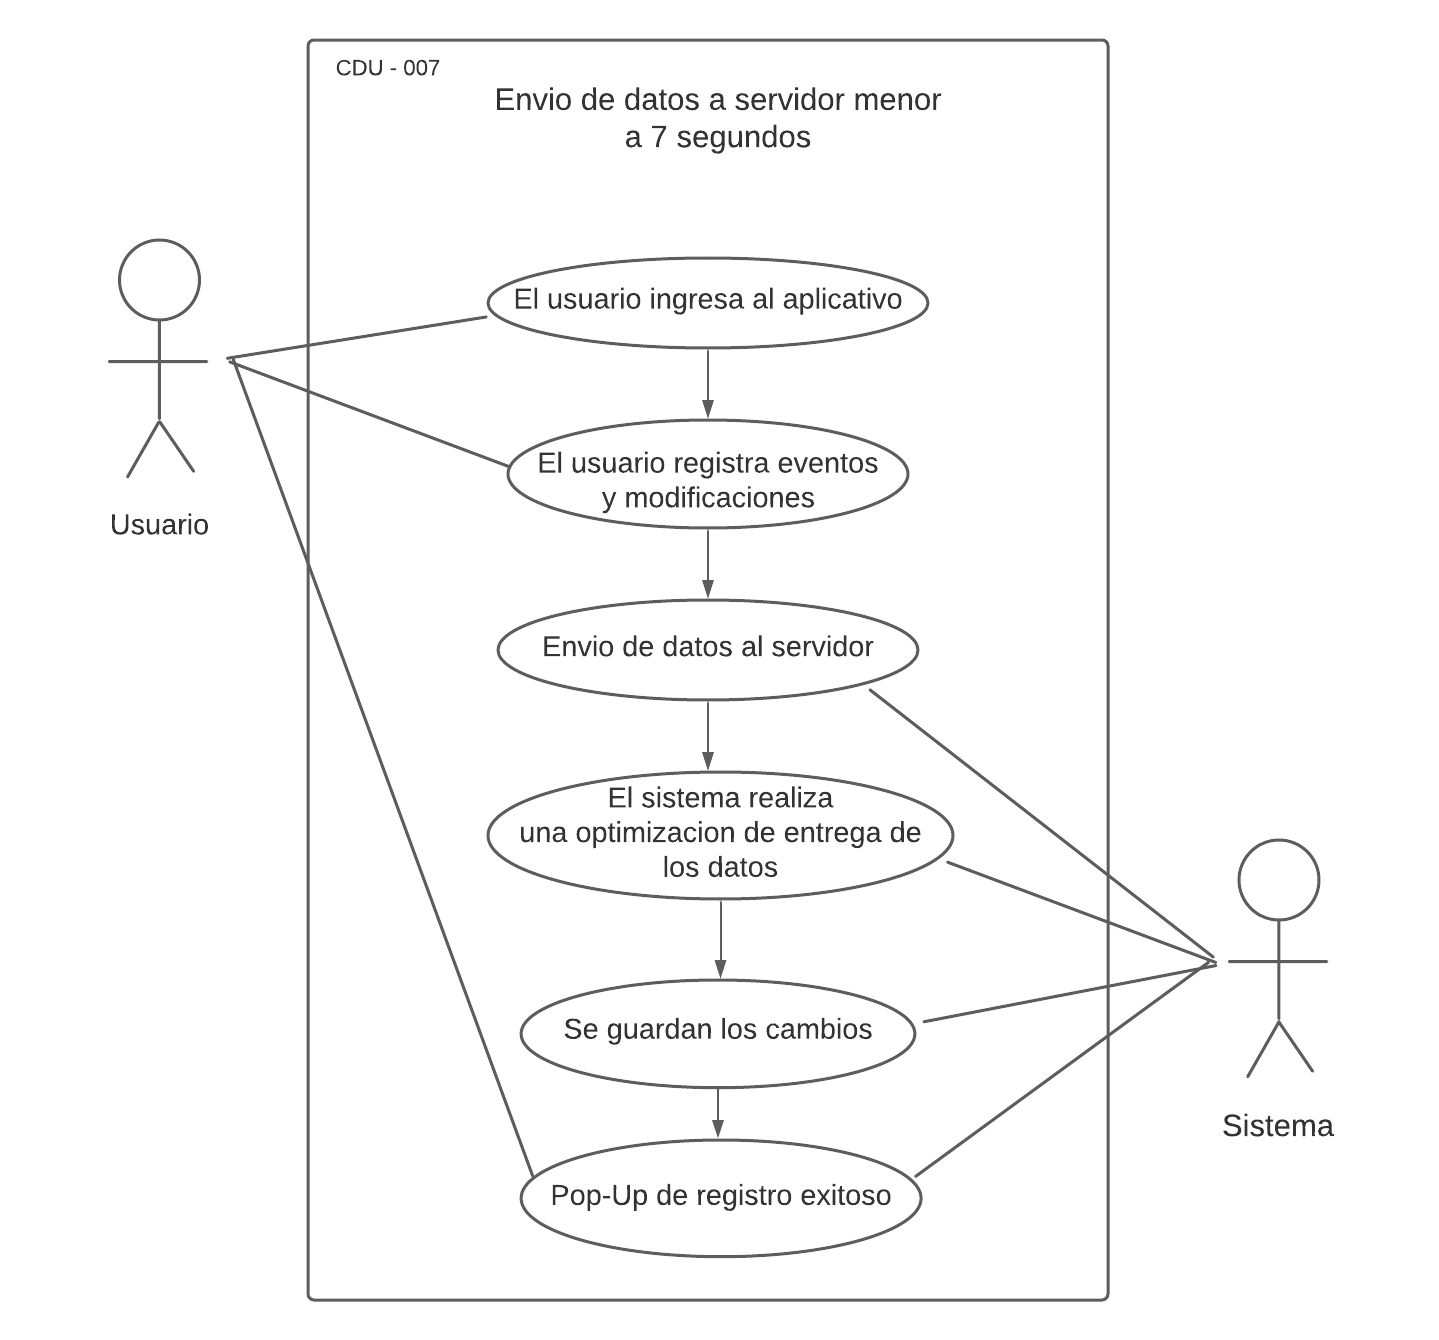 CDU - 007
Envio de datos a servidor menor
a 7 segundos
El usuario ingresa al aplicativo
El usuario registra eventos
y modificaciones
Usuario
Envio de datos al servidor
El sistema realiza
una optimizacion de entrega de
los datos
Se guardan los cambios
Sistema
Pop-Up de registro exitoso